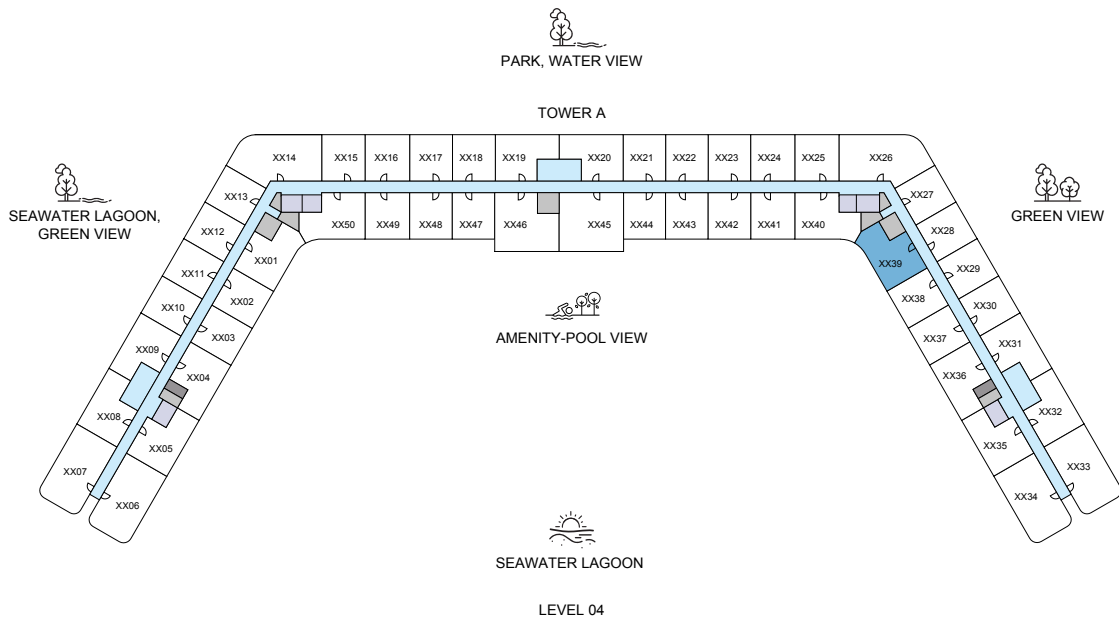 PARK, WATER VIEW
TOWER A
XX14 XX15 XX16 XX17 XX18 XX19 XX20 XX21 XX22 XX23 XX24 XX25 XX26
XX13
XX27
SEAWATER LAGOON,
GREEN VIEW
GREEN VIEW
XX50 XX49 XX48 XX47 XX46 XX45 XX44 XX43 XX42 XX41 XX40
XX12
XX28
XX01
XX39
XX11
XX29
XX02
XX38
XX10
XX30
XX03
XX37
AMENITY-POOL VIEW
XX09
XX31
XX04
XX36
XX08
XX32
XX05
XX35
XX07
XX33
XX06
XX34
SEAWATER LAGOON
LEVEL 04